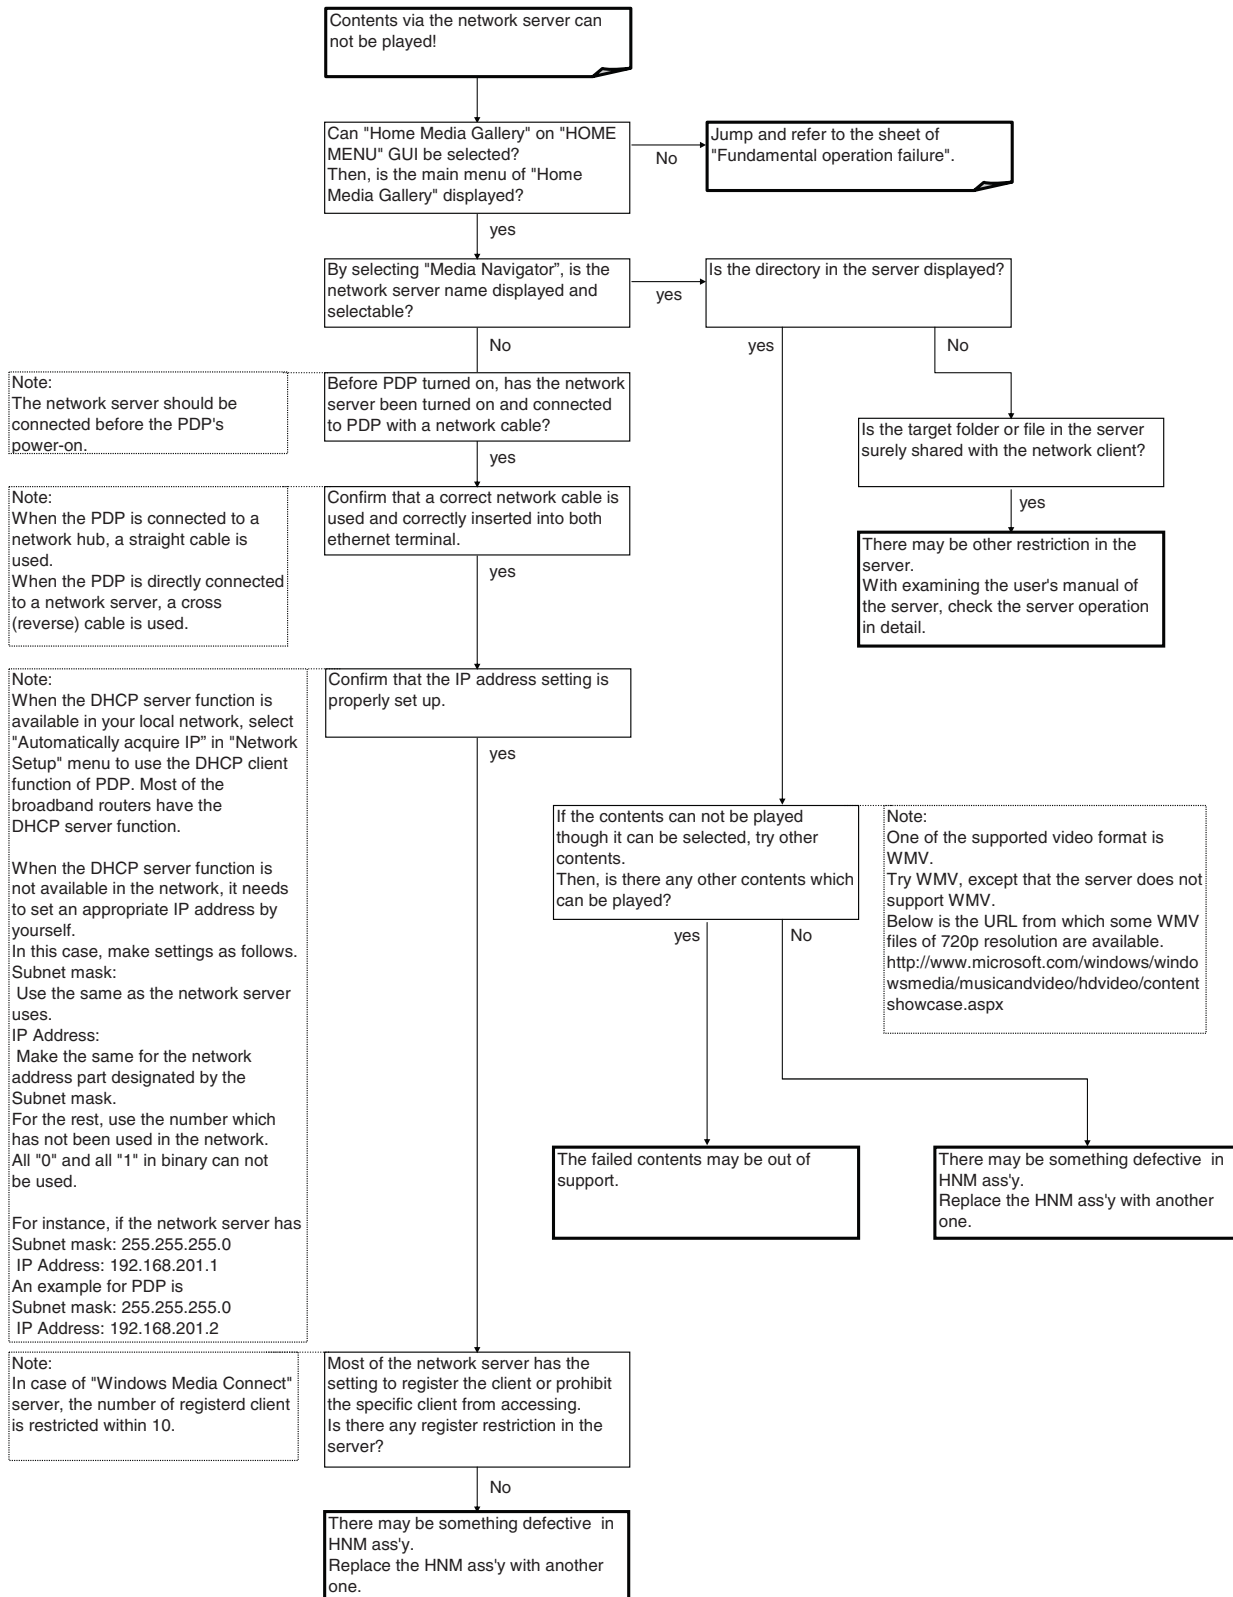 Contents via the network server can
not be played!
Can "Home Media Gallery" on "HOME
MENU" GUI be selected?
Then, is the main menu of "Home
Media Gallery" displayed?
No
Jump and refer to the sheet of
"Fundamental operation failure".
yes
By selecting "Media Navigator”, is the
network server name displayed and
selectable?
yes
Is the directory in the server displayed?
No
yes
No
Note:
The network server should be
connected before the PDP's
power-on.
Before PDP turned on, has the network
server been turned on and connected
to PDP with a network cable?
Is the target folder or file in the server
surely shared with the network client?
yes
yes
Note:
When the PDP is connected to a
network hub, a straight cable is
used.
When the PDP is directly connected
to a network server, a cross
(reverse) cable is used.
Confirm that a correct network cable is
used and correctly inserted into both
ethernet terminal.
There may be other restriction in the
server.
With examining the user's manual of
the server, check the server operation
in detail.
yes
Note:
When the DHCP server function is
available in your local network, select
"Automatically acquire IP” in "Network
Setup" menu to use the DHCP client
function of PDP. Most of the
broadband routers have the
DHCP server function.
When the DHCP server function is
not available in the network, it needs
to set an appropriate IP address by
yourself.
In this case, make settings as follows.
Subnet mask:
Use the same as the network server
uses.
IP Address:
Make the same for the network
address part designated by the
Subnet mask.
For the rest, use the number which
has not been used in the network.
All "0" and all "1" in binary can not
be used.
For instance, if the network server has
Subnet mask: 255.255.255.0
IP Address: 192.168.201.1
An example for PDP is
Subnet mask: 255.255.255.0
IP Address: 192.168.201.2
Confirm that the IP address setting is
properly set up.
yes
If the contents can not be played
though it can be selected, try other
contents.
Then, is there any other contents which
can be played?
Note:
One of the supported video format is
WMV.
Try WMV, except that the server does not
support WMV.
Below is the URL from which some WMV
files of 720p resolution are available.
http://www.microsoft.com/windows/windo
wsmedia/musicandvideo/hdvideo/content
showcase.aspx
yes
No
The failed contents may be out of
support.
There may be something defective in
HNM ass'y.
Replace the HNM ass'y with another
one.
Note:
In case of "Windows Media Connect"
server, the number of registerd client
is restricted within 10.
Most of the network server has the
setting to register the client or prohibit
the specific client from accessing.
Is there any register restriction in the
server?
No
There may be something defective in
HNM ass'y.
Replace the HNM ass'y with another
one.